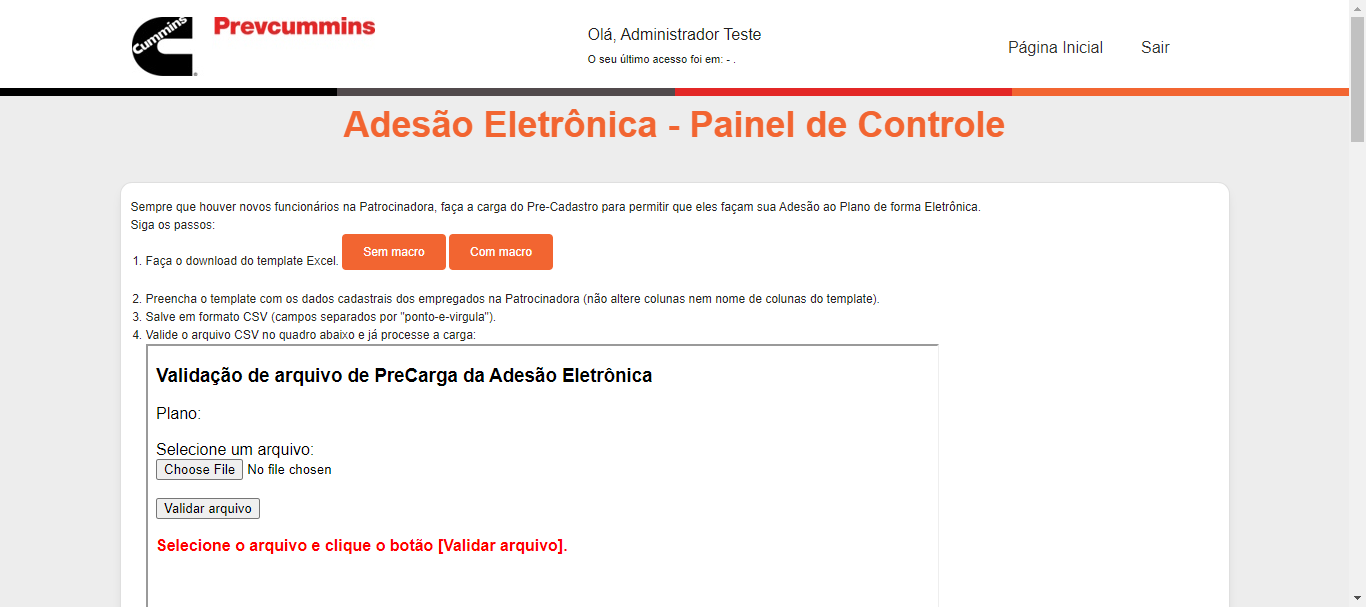 Cummins
Prevcummins
Olá, Administrador Teste
O seu último acesso foi em: - .
Página Inicial
Sair
Adesão Eletrônica - Painel de Controle
Sempre que houver novos funcionários na Patrocinadora, faça a carga do Pre-Cadastro para permitir que eles façam sua Adesão ao Plano de forma Eletrônica.
Siga os passos:
1. Faça o download do template Excel. Sem macro Com macro
2. Preencha o template com os dados cadastrais dos empregados na Patrocinadora (não altere colunas nem nome de colunas do template).
3. Salve em formato CSV (campos separados por "ponto-e-virgula").
4. Valide o arquivo CSV no quadro abaixo e já processe a carga:
Validação de arquivo de PreCarga da Adesão Eletrônica
Plano:
Selecione um arquivo:
Choose File No file chosen
Validar arquivo
Selecione o arquivo e clique o botão [Validar arquivo].